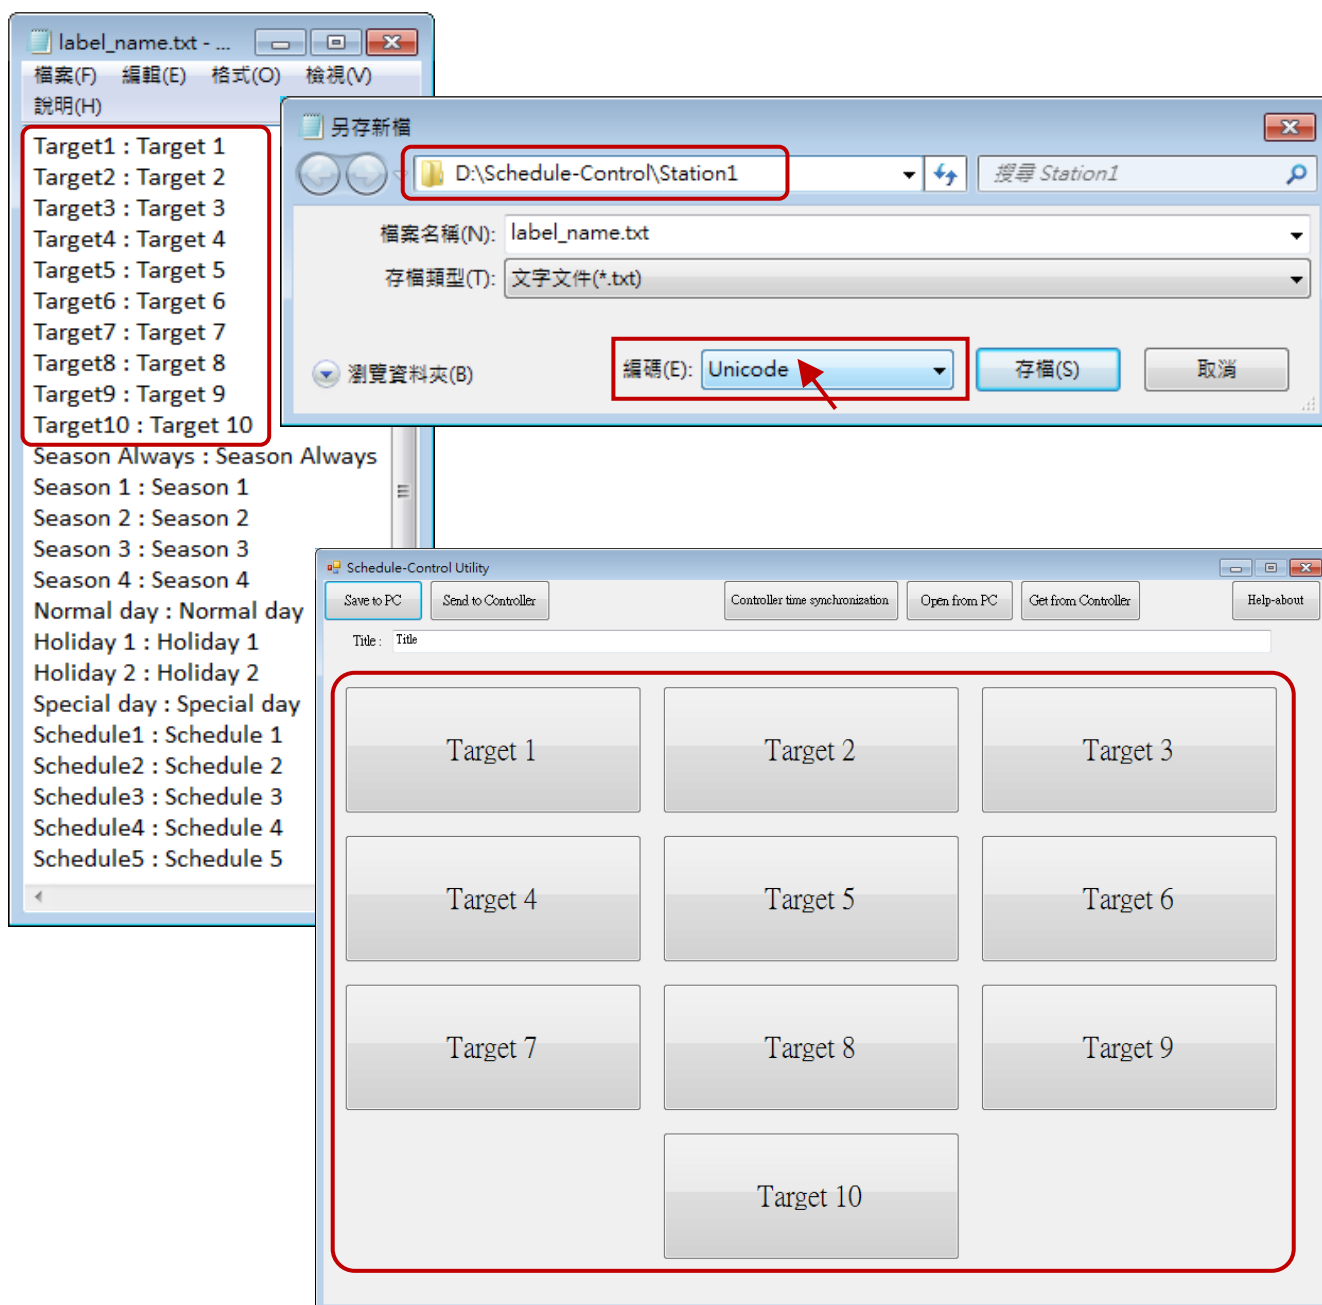 label_name.txt - ...
檔案(F) 編輯(E) 格式(O) 檢視(V)
說明(H)
Target1 : Target 1
Target2 : Target 2
Target3 : Target 3
Target4 : Target 4
Target5 : Target 5
Target6 : Target 6
Target7 : Target 7
Target8 : Target 8
Target9 : Target 9
Target10 : Target 10
Season Always : Season Always
Season 1 : Season 1
Season 2 : Season 2
Season 3 : Season 3
Season 4 : Season 4
Normal day : Normal day
Holiday 1 : Holiday 1
Holiday 2 : Holiday 2
Special day : Special day
Schedule1 : Schedule 1
Schedule2 : Schedule 2
Schedule3 : Schedule 3
Schedule4 : Schedule 4
Schedule5 : Schedule 5
另存新檔
D:\Schedule-Control\Station1 搜尋 Station1
檔案名稱(N): label_name.txt
存檔類型(T): 文字文件(*.txt)
瀏覽資料夾(B) 編碼(E): Unicode 存檔(S) 取消
Schedule-Control Utility
Save to PC Send to Controller Controller time synchronization Open from PC Get from Controller Help-about
Title : Title
Target 1 Target 2 Target 3
Target 4 Target 5 Target 6
Target 7 Target 8 Target 9
Target 10